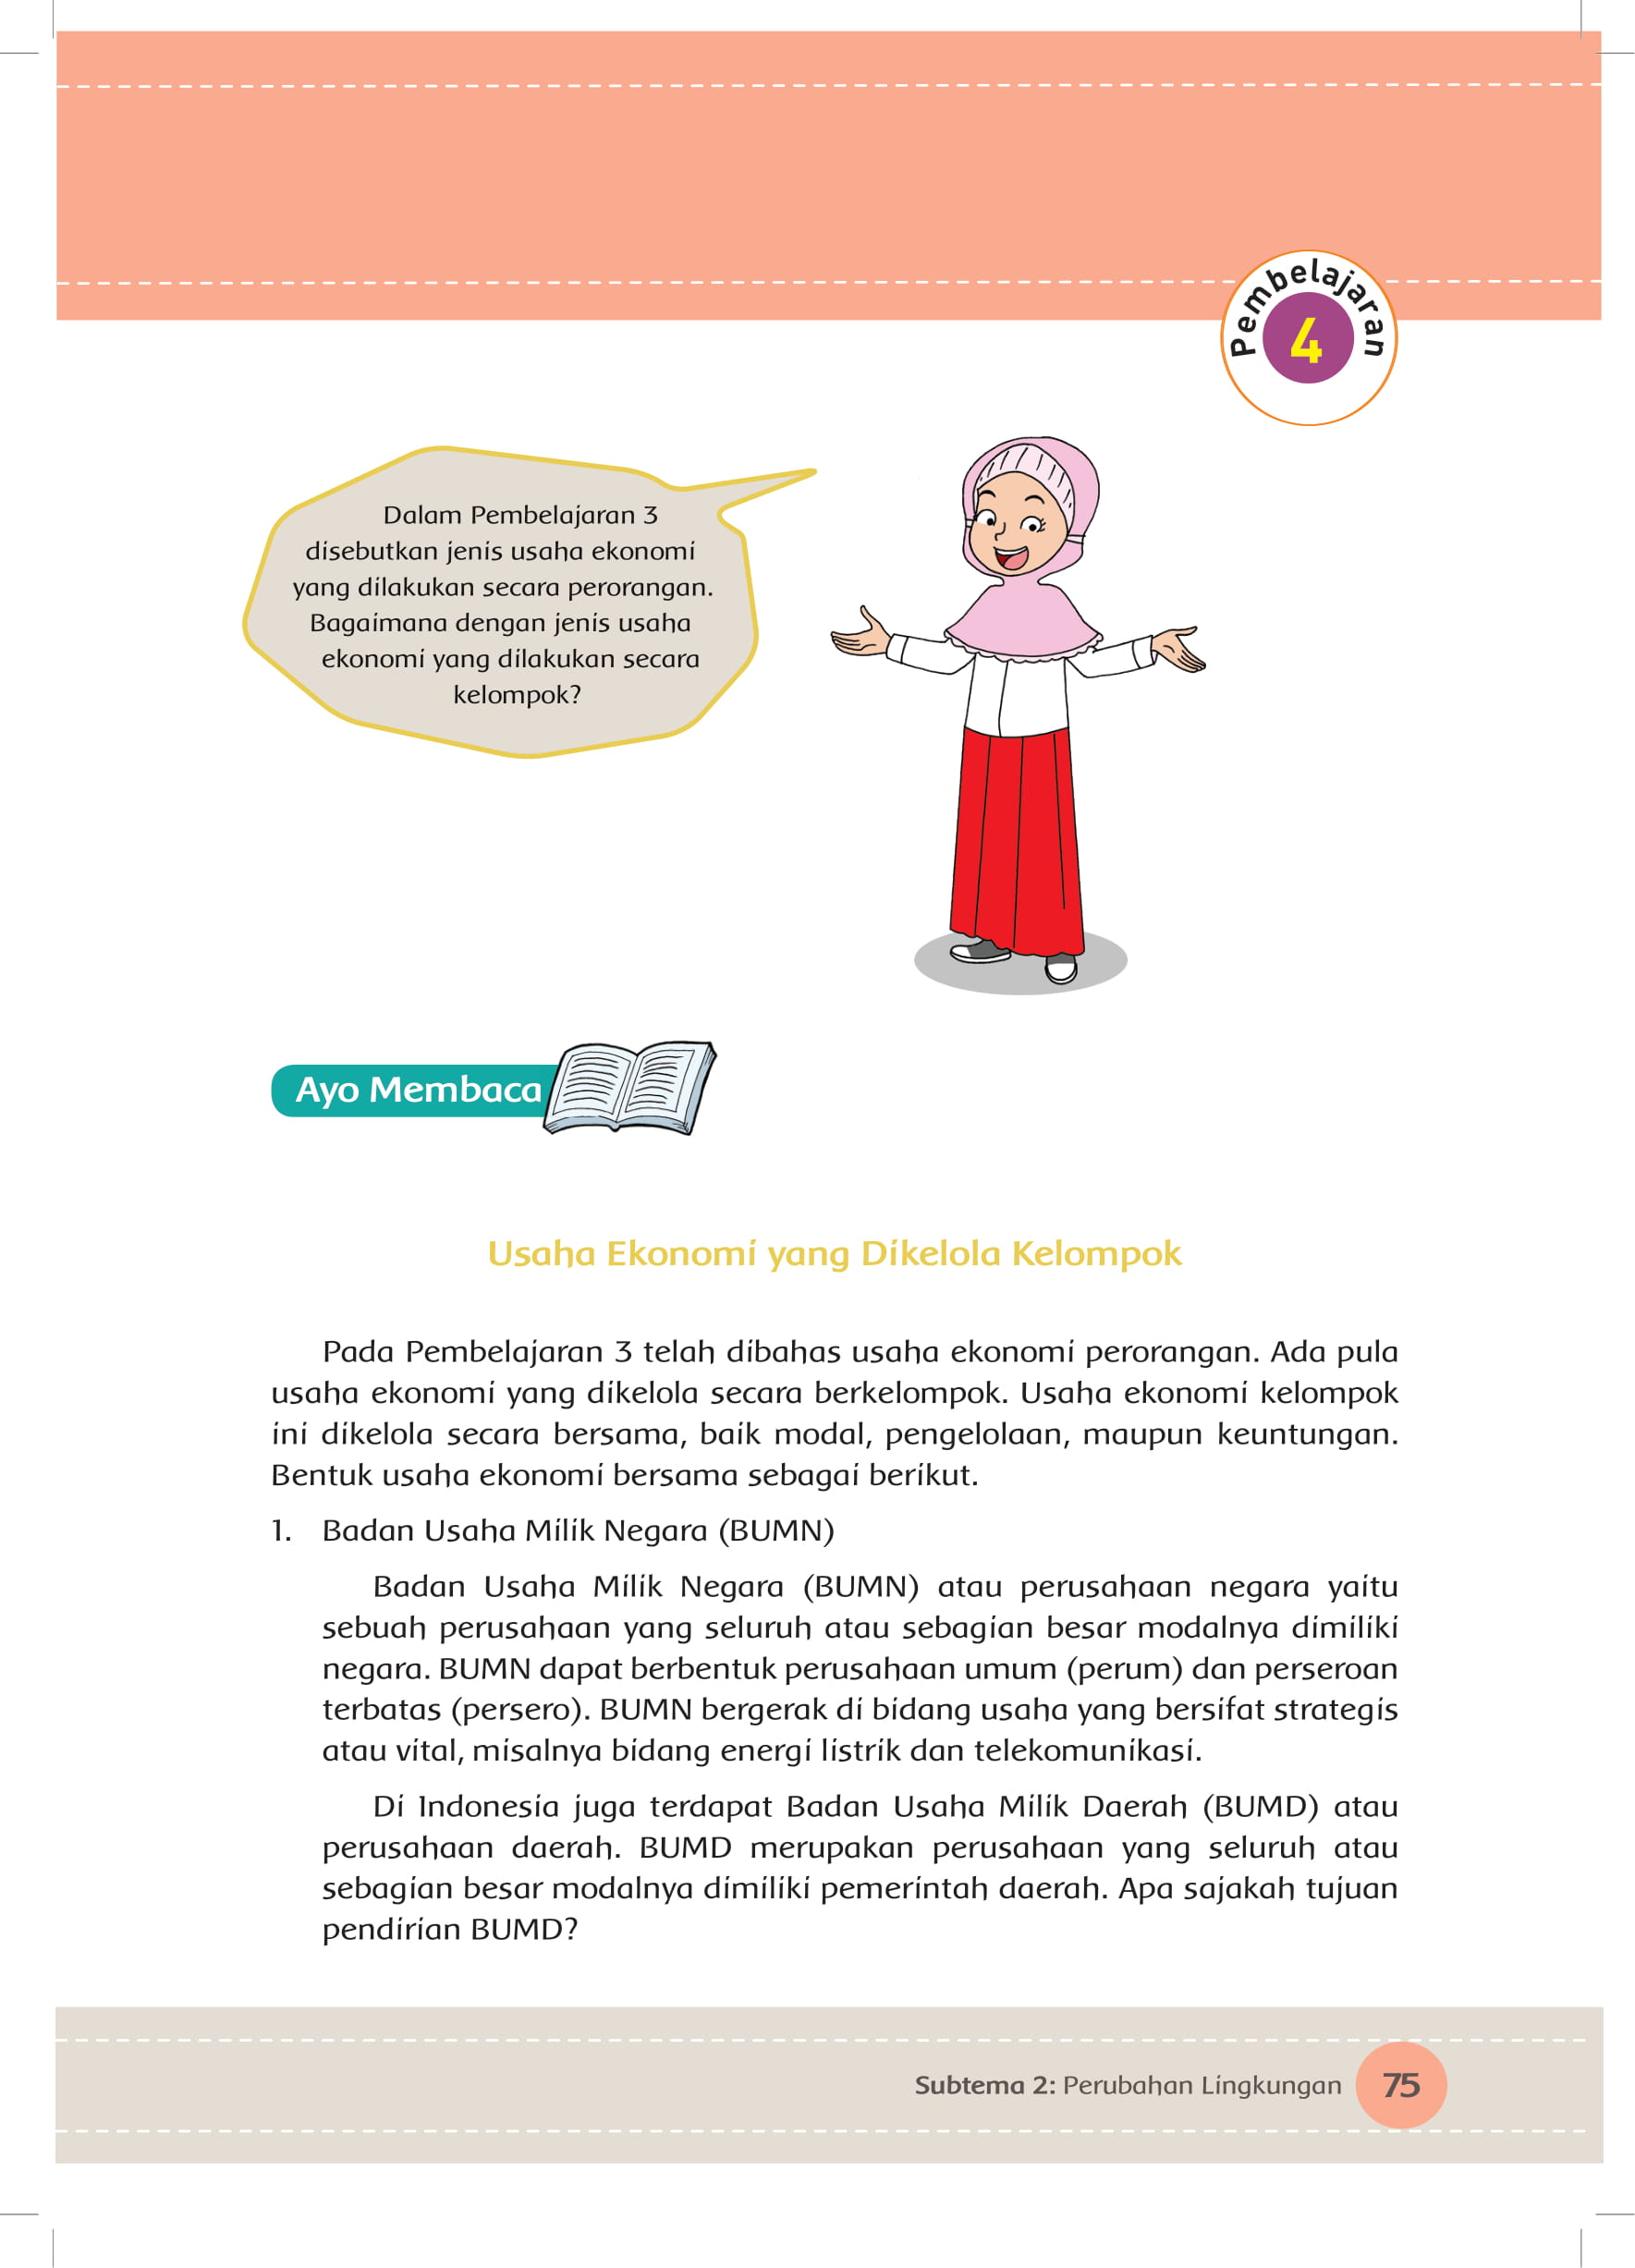 Pembelajaran
4
Dalam Pembelajaran 3
disebutkan jenis usaha ekonomi
yang dilakukan secara perorangan.
Bagaimana dengan jenis usaha
ekonomi yang dilakukan secara
kelompok?
Ayo Membaca
Usaha Ekonomi yang Dikelola Kelompok
Pada Pembelajaran 3 telah dibahas usaha ekonomi perorangan. Ada pula
usaha ekonomi yang dikelola secara berkelompok. Usaha ekonomi kelompok
ini dikelola secara bersama, baik modal, pengelolaan, maupun keuntungan.
Bentuk usaha ekonomi bersama sebagai berikut.
1. Badan Usaha Milik Negara (BUMN)
Badan Usaha Milik Negara (BUMN) atau perusahaan negara yaitu
sebuah perusahaan yang seluruh atau sebagian besar modalnya dimiliki
negara. BUMN dapat berbentuk perusahaan umum (perum) dan perseroan
terbatas (persero). BUMN bergerak di bidang usaha yang bersifat strategis
atau vital, misalnya bidang energi listrik dan telekomunikasi.
Di Indonesia juga terdapat Badan Usaha Milik Daerah (BUMD) atau
perusahaan daerah. BUMD merupakan perusahaan yang seluruh atau
sebagian besar modalnya dimiliki pemerintah daerah. Apa sajakah tujuan
pendirian BUMD?
Subtema 2: Perubahan Lingkungan 75